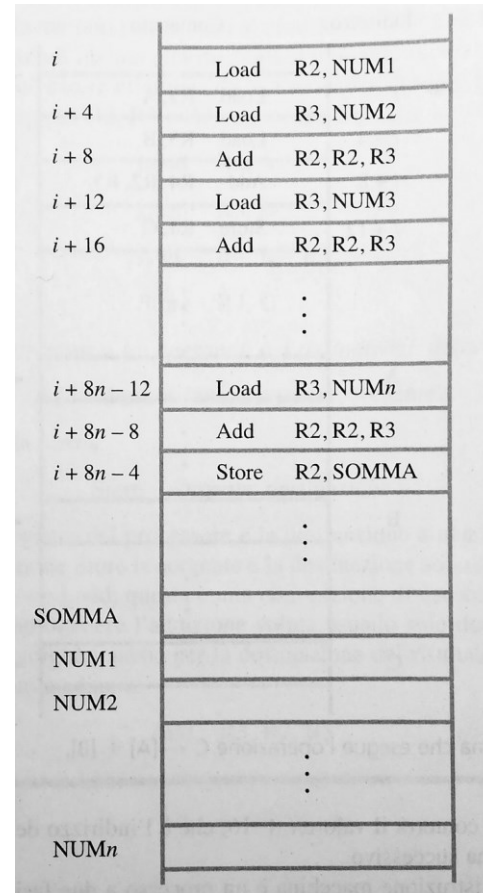 i Load R2, NUM1
i + 4 Load R3, NUM2
i + 8 Add R2, R2, R3
i + 12 Load R3, NUM3
i + 16 Add R2, R2, R3
⋮
i + 8n – 12 Load R3, NUMn
i + 8n – 8 Add R2, R2, R3
i + 8n – 4 Store R2, SOMMA
⋮
SOMMA
NUM1
NUM2
⋮
NUMn